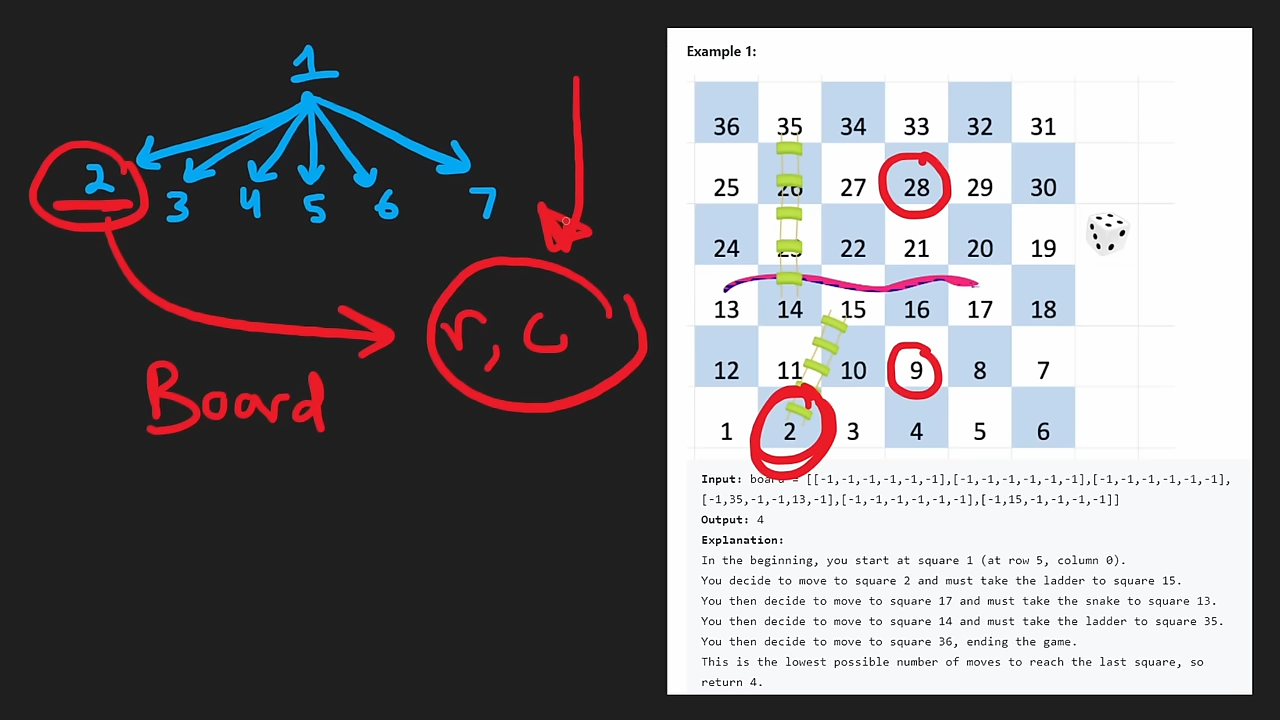 1
2 3 4 5 6 7
r, c
Board
Example 1:
36 35 34 33 32 31
25 26 27 28 29 30
24 23 22 21 20 19
13 14 15 16 17 18
12 11 10 9 8 7
1 2 3 4 5 6
Input: board = [[-1,-1,-1,-1,-1,-1],[-1,-1,-1,-1,-1,-1],[-1,-1,-1,-1,-1,-1],
[-1,35,-1,-1,13,-1],[-1,-1,-1,-1,-1,-1],[-1,15,-1,-1,-1,-1]]
Output: 4
Explanation:
In the beginning, you start at square 1 (at row 5, column 0).
You decide to move to square 2 and must take the ladder to square 15.
You then decide to move to square 17 and must take the snake to square 13.
You then decide to move to square 14 and must take the ladder to square 35.
You then decide to move to square 36, ending the game.
This is the lowest possible number of moves to reach the last square, so
return 4.